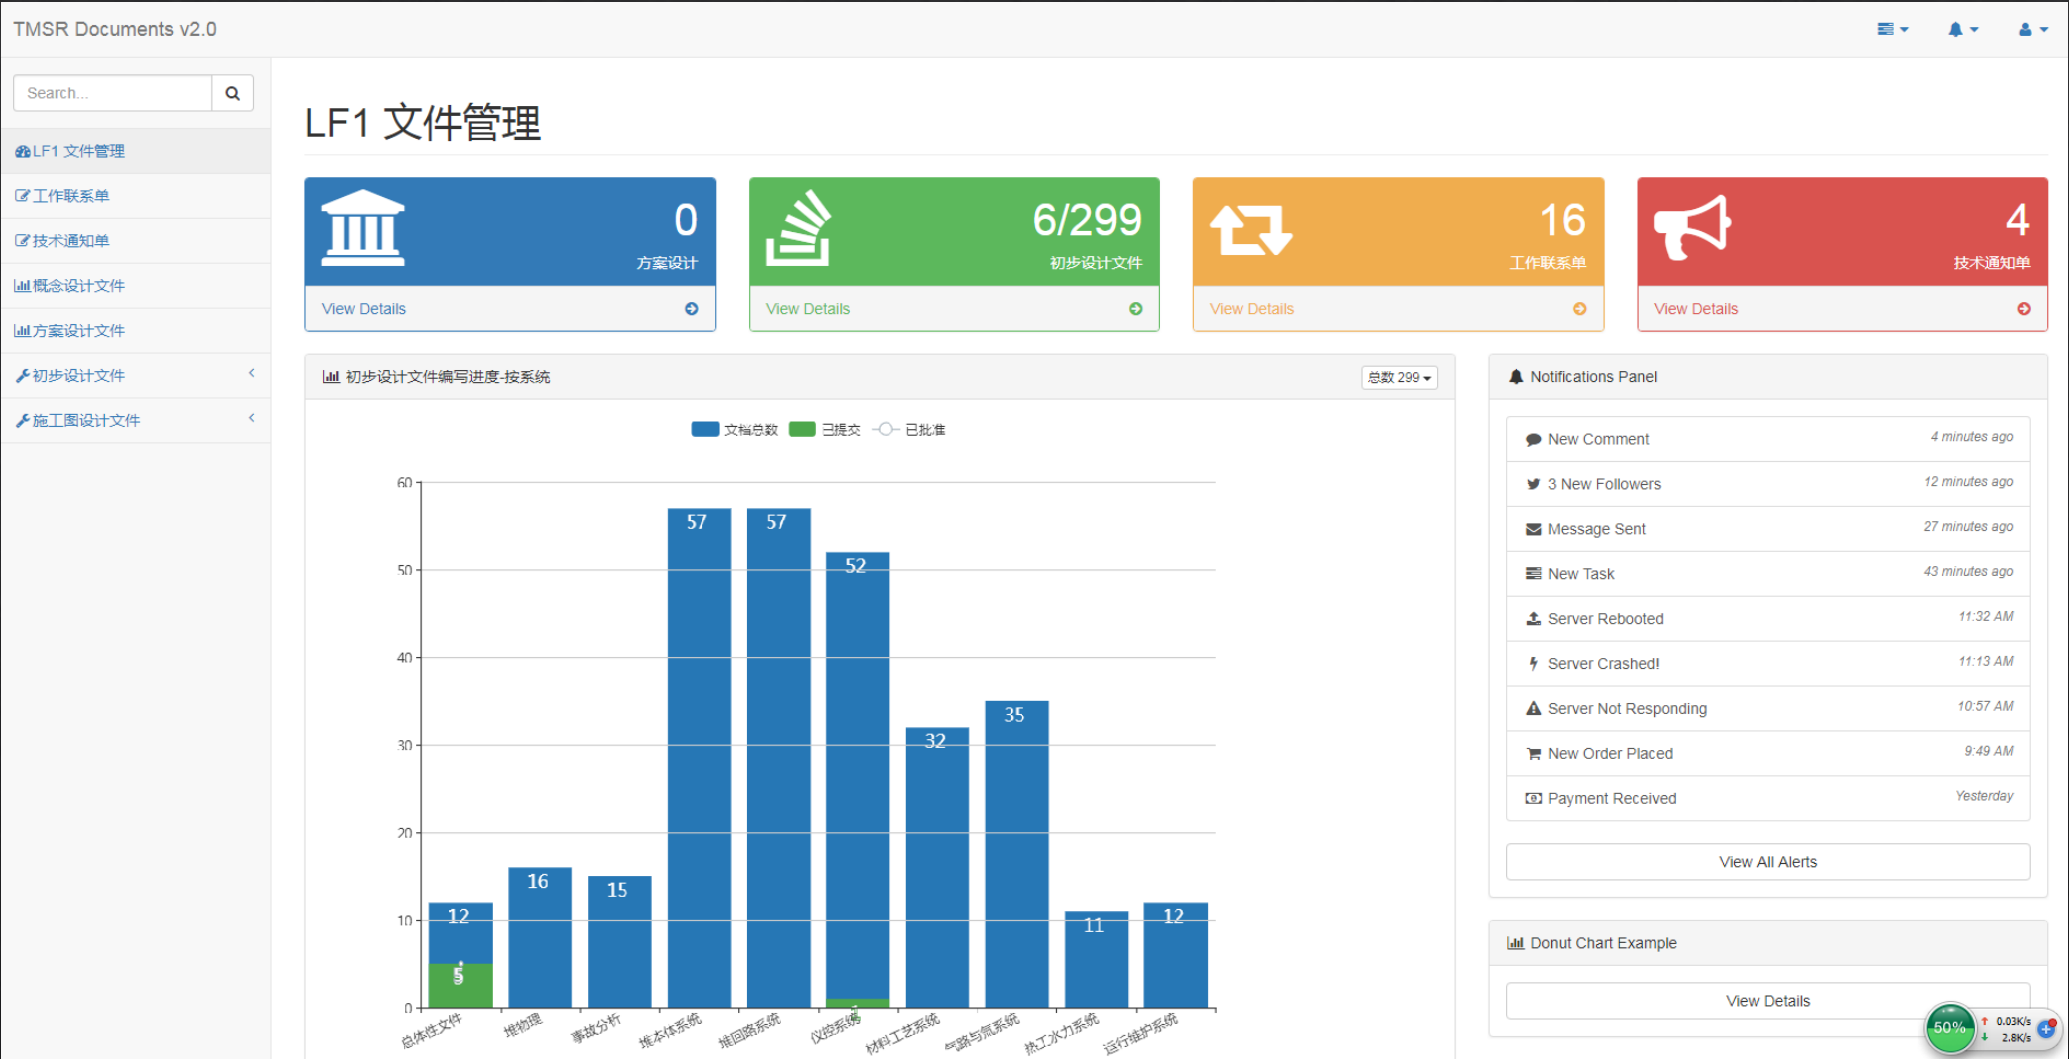 TMSR Documents v2.0
Search...
LF1 文件管理
工作联系单
技术通知单
概念设计文件
方案设计文件
初步设计文件
施工图设计文件
LF1 文件管理
0
方案设计
View Details
6/299
初步设计文件
View Details
16
工作联系单
View Details
4
技术通知单
View Details
初步设计文件编写进度-按系统
总数 299
文档总数 已提交 已批准
60
50
40
30
20
10
0
12
16
15
57
57
52
32
35
11
12
5
1
总体性文件
堆物理
事故分析
堆本体系统
堆回路系统
仪控系统
材料工艺系统
气路与氚系统
热工水力系统
运行维护系统
Notifications Panel
New Comment 4 minutes ago
3 New Followers 12 minutes ago
Message Sent 27 minutes ago
New Task 43 minutes ago
Server Rebooted 11:32 AM
Server Crashed! 11:13 AM
Server Not Responding 10:57 AM
New Order Placed 9:49 AM
Payment Received Yesterday
View All Alerts
Donut Chart Example
View Details
50%
0.03K/s
2.8K/s